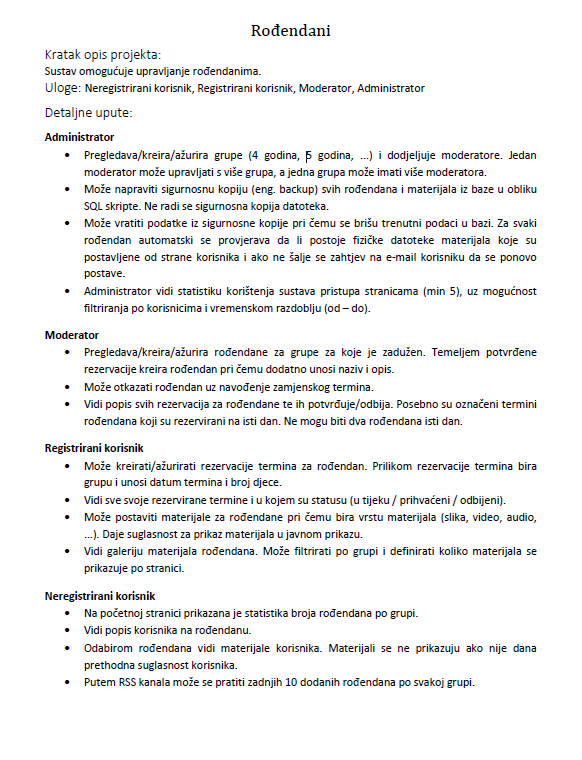 Rođendani
Kratak opis projekta:
Sustav omogućuje upravljanje rođendanima.
Uloge: Neregistrirani korisnik, Registrirani korisnik, Moderator, Administrator
Detaljne upute:
Administrator
• Pregledava/kreira/ažurira grupe (4 godina, 5 godina, ...) i dodjeljuje moderatore. Jedan
moderator može upravljati s više grupa, a jedna grupa može imati više moderatora.
• Može napraviti sigurnosnu kopiju (eng. backup) svih rođendana i materijala iz baze u obliku
SQL skripte. Ne radi se sigurnosna kopija datoteka.
• Može vratiti podatke iz sigurnosne kopije pri čemu se brišu trenutni podaci u bazi. Za svaki
rođendan automatski se provjerava da li postoje fizičke datoteke materijala koje su
postavljene od strane korisnika i ako ne šalje se zahtjev na e-mail korisniku da se ponovo
postave.
• Administrator vidi statistiku korištenja sustava pristupa stranicama (min 5), uz mogućnost
filtriranja po korisnicima i vremenskom razdoblju (od – do).
Moderator
• Pregledava/kreira/ažurira rođendane za grupe za koje je zadužen. Temeljem potvrđene
rezervacije kreira rođendan pri čemu dodatno unosi naziv i opis.
• Može otkazati rođendan uz navođenje zamjenskog termina.
• Vidi popis svih rezervacija za rođendane te ih potvrđuje/odbija. Posebno su označeni termini
rođendana koji su rezervirani na isti dan. Ne mogu biti dva rođendana isti dan.
Registrirani korisnik
• Može kreirati/ažurirati rezervacije termina za rođendan. Prilikom rezervacije termina bira
grupu i unosi datum termina i broj djece.
• Vidi sve svoje rezervirane termine i u kojem su statusu (u tijeku / prihvaćeni / odbijeni).
• Može postaviti materijale za rođendane pri čemu bira vrstu materijala (slika, video, audio,
...). Daje suglasnost za prikaz materijala u javnom prikazu.
• Vidi galeriju materijala rođendana. Može filtrirati po grupi i definirati koliko materijala se
prikazuje po stranici.
Neregistrirani korisnik
• Na početnoj stranici prikazana je statistika broja rođendana po grupi.
• Vidi popis korisnika na rođendanu.
• Odabirom rođendana vidi materijale korisnika. Materijali se ne prikazuju ako nije dana
prethodna suglasnost korisnika.
• Putem RSS kanala može se pratiti zadnjih 10 dodanih rođendana po svakoj grupi.